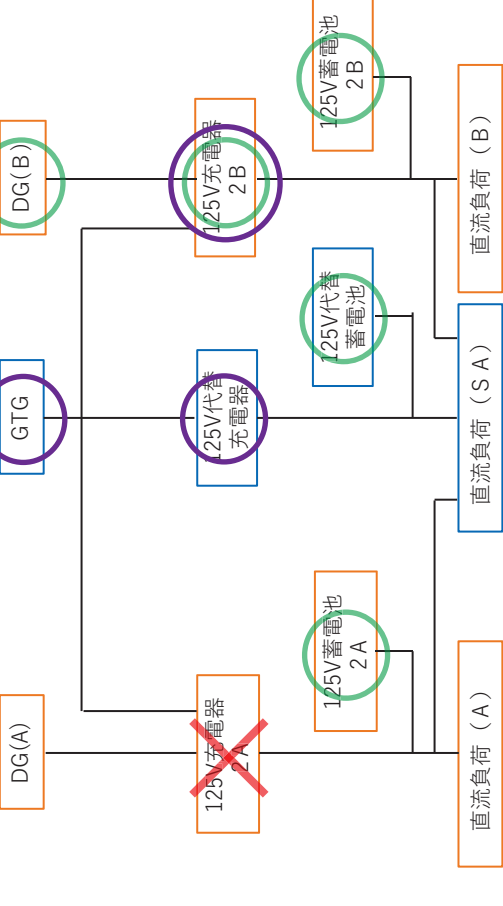 DG(A)
GTG
DG(B)
125V充電器
2A
125V代替
充電器
125V充電器
2B
125V蓄電池
2A
125V代替
蓄電池
125V蓄電池
2B
直流負荷（A）
直流負荷（SA）
直流負荷（B）